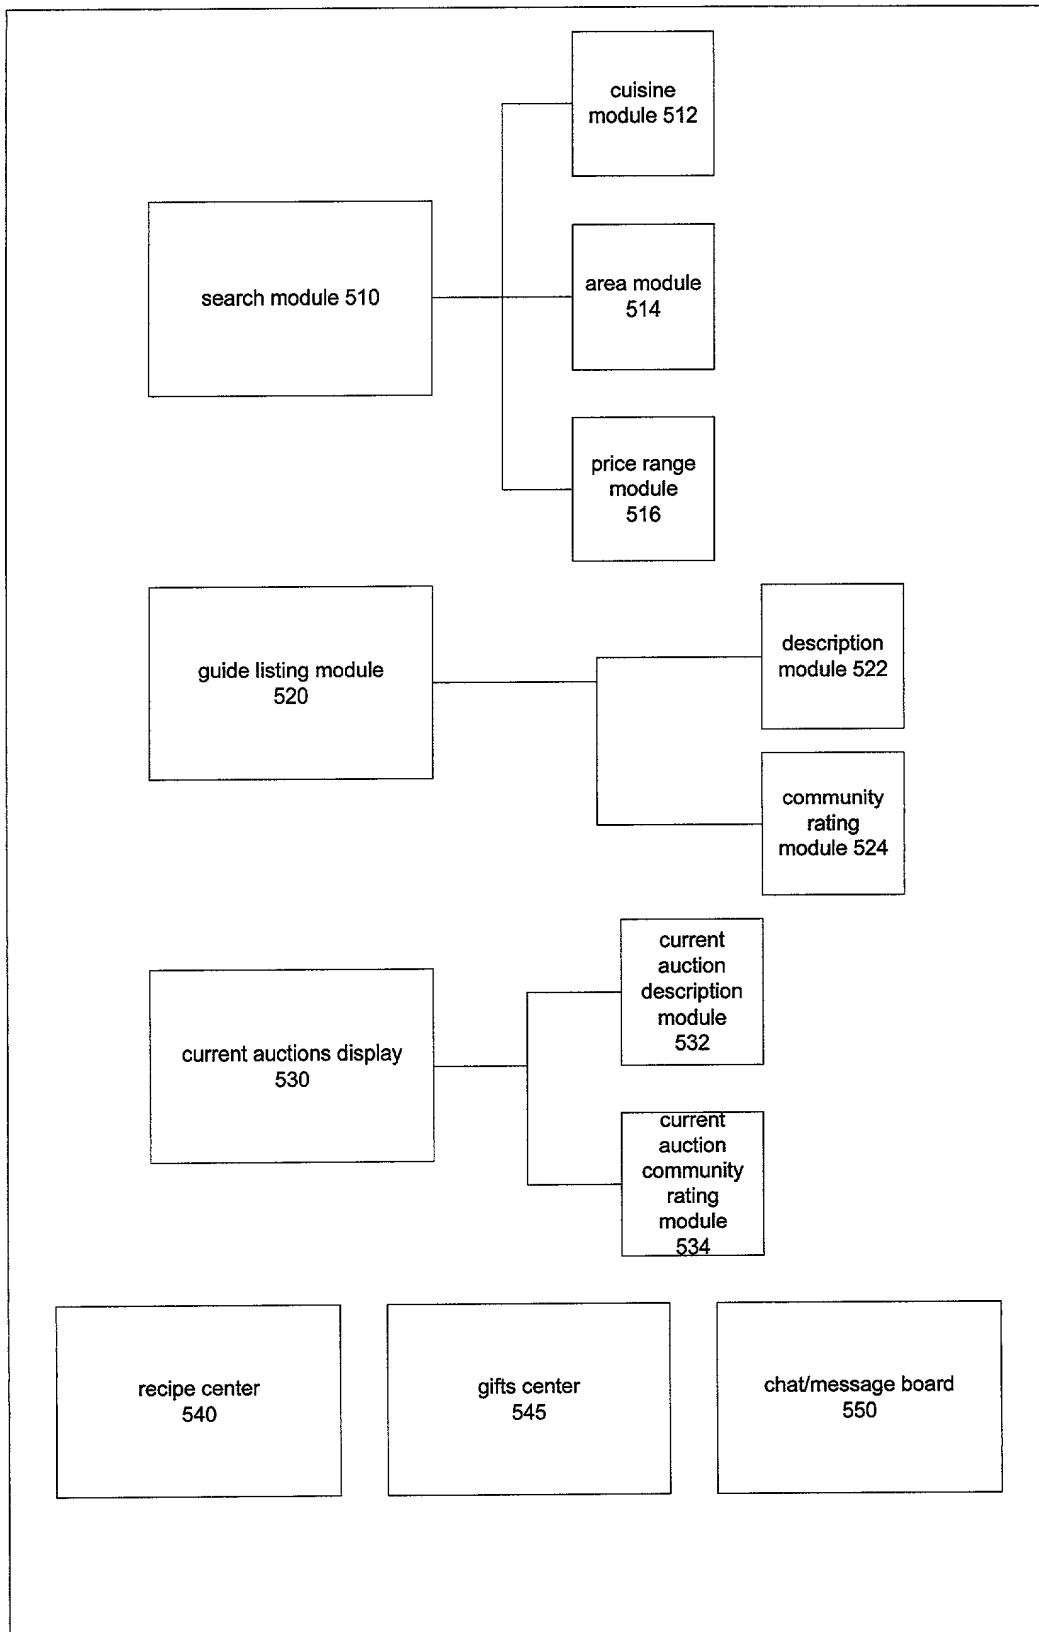 cuisine
module 512
search module 510
area module
514
price range
module
516
guide listing module
520
description
module 522
community
rating
module 524
current auctions display
530
current
auction
description
module
532
current
auction
community
rating
module
534
recipe center
540
gifts center
545
chat/message board
550